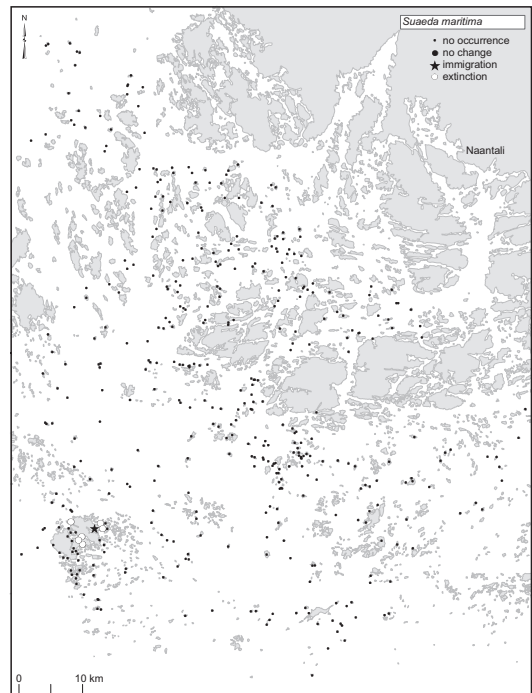 N
Suaeda maritima
no occurrence
no change
immigration
extinction
Naantali
0 10 km